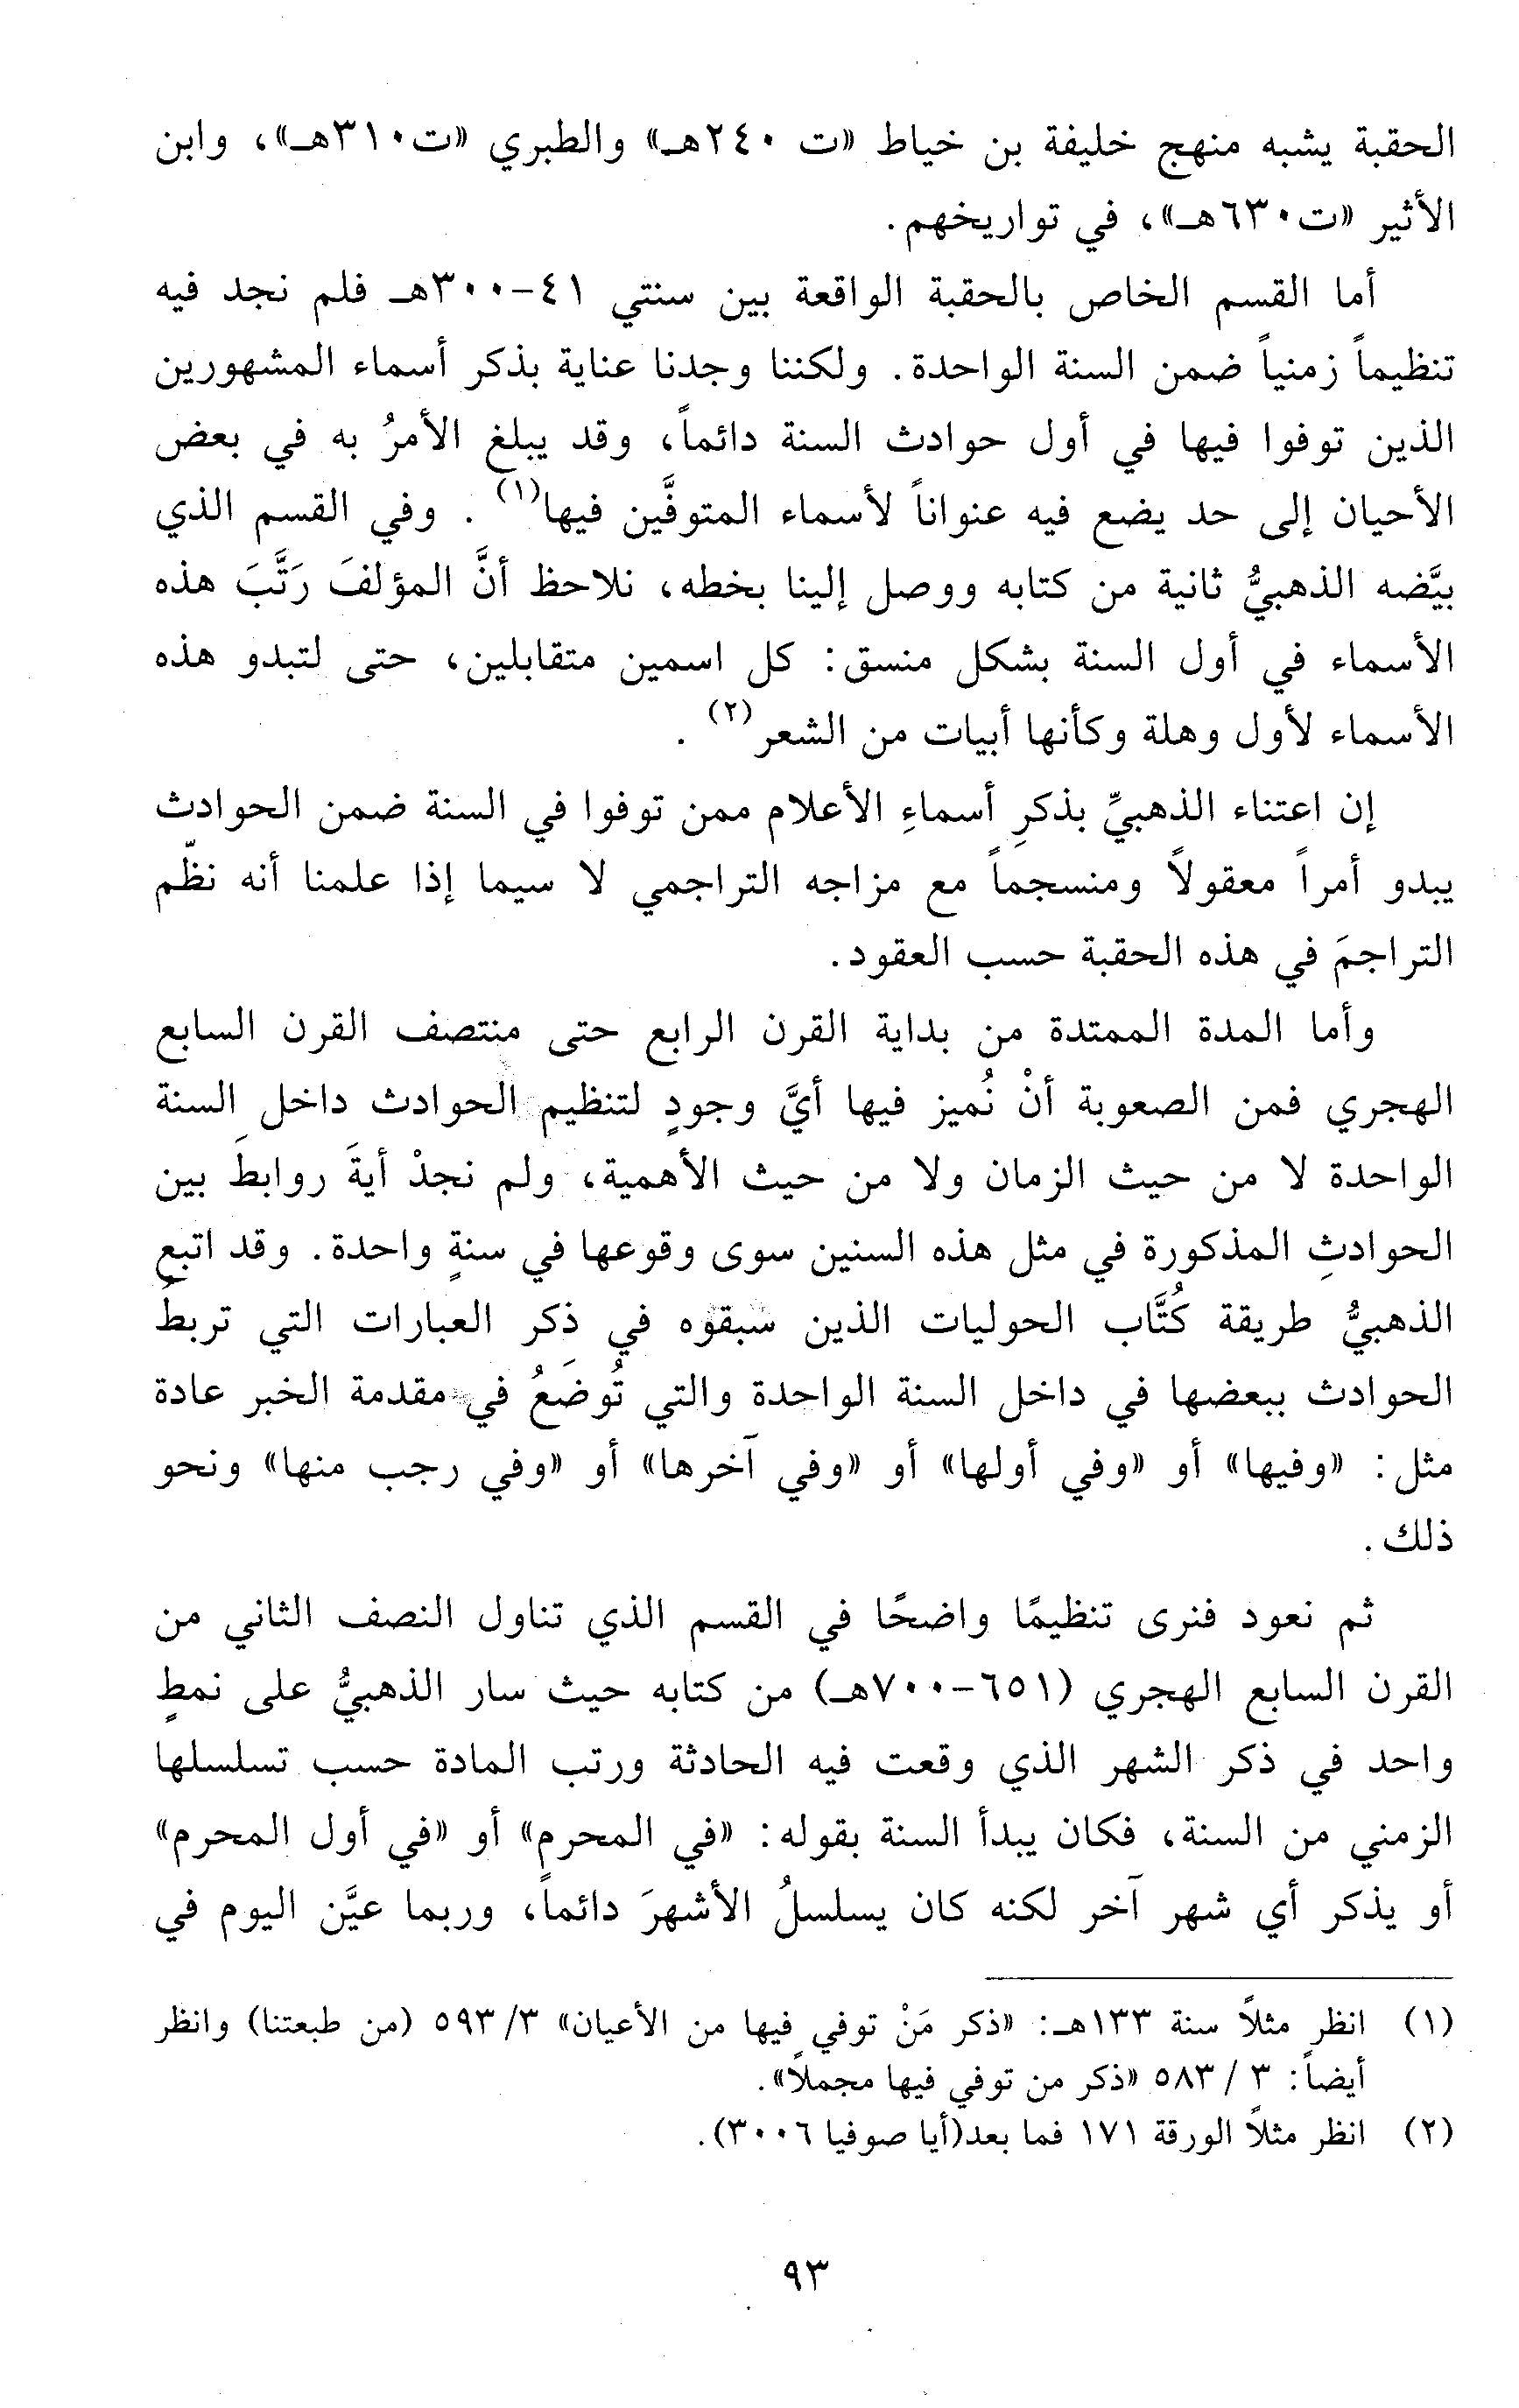 الحقبة يشبه منهج خليفة بن خياط «ت ٢٤٠هـ» والطبري «ت٣١٠هـ»، وابن
الأثير «ت٦٣٠هـ»، في تواريخهم.
أما القسم الخاص بالحقبة الواقعة بين سنتي ٤١-٣٠٠هـ فلم نجد فيه
تنظيماً زمنياً ضمن السنة الواحدة. ولكننا وجدنا عناية بذكر أسماء المشهورين
الذين توفوا فيها في أول حوادث السنة دائماً، وقد يبلغ الأمرُ به في بعض
الأحيان إلى حد يضع فيه عنواناً لأسماء المتوفَّين فيها(١). وفي القسم الذي
بيَّضه الذهبيُّ ثانية من كتابه ووصل إلينا بخطه، نلاحظ أنَّ المؤلفَ رَتَّبَ هذه
الأسماء في أول السنة بشكل منسق: كل اسمين متقابلين، حتى لتبدو هذه
الأسماء لأول وهلة وكأنها أبيات من الشعر(٢).
إن اعتناء الذهبيِّ بذكرِ أسماءِ الأعلام ممن توفوا في السنة ضمن الحوادث
يبدو أمراً معقولاً ومنسجماً مع مزاجه التراجمي لا سيما إذا علمنا أنه نظّم
التراجمَ في هذه الحقبة حسب العقود.
وأما المدة الممتدة من بداية القرن الرابع حتى منتصف القرن السابع
الهجري فمن الصعوبة أنْ نُميز فيها أيَّ وجودٍ لتنظيم الحوادث داخل السنة
الواحدة لا من حيث الزمان ولا من حيث الأهمية، ولم نجدْ أيةَ روابطَ بين
الحوادثِ المذكورة في مثل هذه السنين سوى وقوعها في سنةٍ واحدة. وقد اتبع
الذهبيُّ طريقة كُتَّاب الحوليات الذين سبقوه في ذكر العبارات التي تربطُ
الحوادث ببعضها في داخل السنة الواحدة والتي تُوضَعُ في مقدمة الخبر عادة
مثل: «وفيها» أو «وفي أولها» أو «وفي آخرها» أو «وفي رجب منها» ونحو
ذلك.
ثم نعود فنرى تنظيمًا واضحًا في القسم الذي تناول النصف الثاني من
القرن السابع الهجري (٦٥١-٧٠٠هـ) من كتابه حيث سار الذهبيُّ على نمطٍ
واحد في ذكر الشهر الذي وقعت فيه الحادثة ورتب المادة حسب تسلسلها
الزمني من السنة، فكان يبدأ السنة بقوله: «في المحرم» أو «في أول المحرم»
أو يذكر أي شهر آخر لكنه كان يسلسلُ الأشهرَ دائماً، وربما عيَّن اليوم في
(١) انظر مثلاً سنة ١٣٣هـ: «ذكر مَنْ توفي فيها من الأعيان» ٣/ ٥٩٣ (من طبعتنا) وانظر
أيضاً: ٣ / ٥٨٣ «ذكر من توفي فيها مجملاً».
(٢) انظر مثلاً الورقة ١٧١ فما بعد(أيا صوفيا ٣٠٠٦).
٩٣